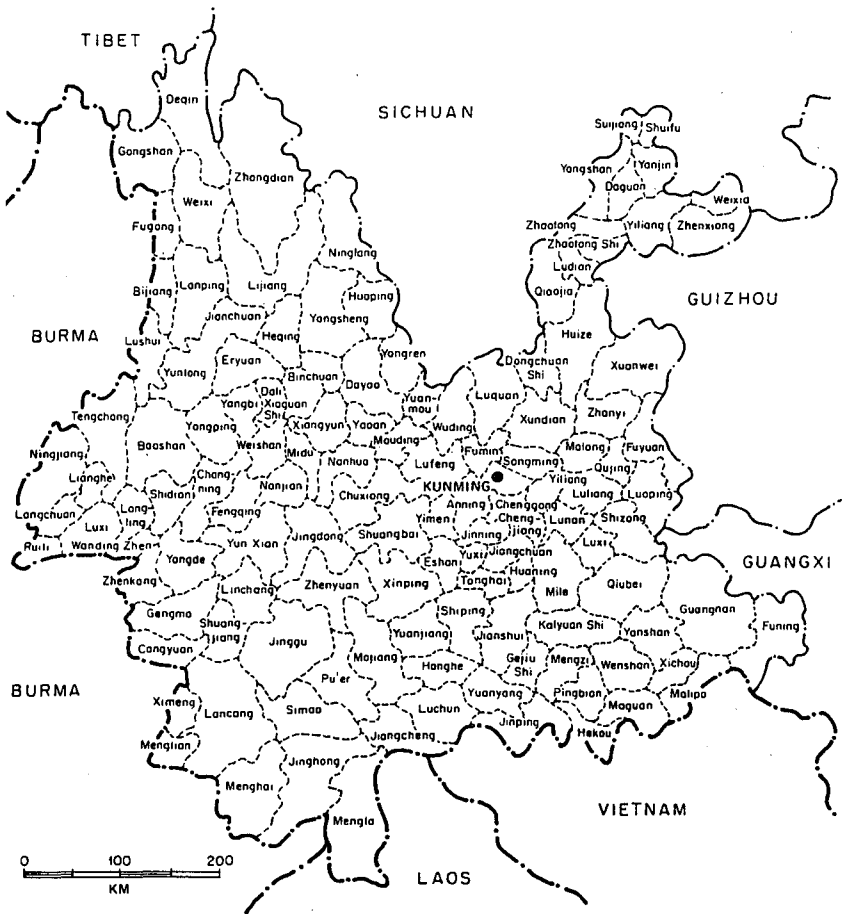 TIBET
Deqin
SICHUAN
Suijiang
Shuifu
Gongshan
Yongshan
Yanjin
Zhongdian
Daguan
Weixi
Weixin
Fugong
Zhaotong
Yiliang
Zhenxiong
Ninglang
Zhaotong Shi
Ludian
Bijiang
Lanping
Lijiang
Huaping
Qiaojia
GUIZHOU
Jianchuan
Yongsheng
BURMA
Lushui
Heqing
Huize
Yongren
Dongchuan
Shi
Xuanwei
Yunlong
Eryuan
Binchuan
Dayao
Luquan
Yangbi
Dali
Xiaguan
Shi
Yuan-
mou
Tengchong
Yongping
Xiangyun
Yaoan
Wuding
Xundian
Zhanyi
Baoshan
Weishan
Midu
Mouding
Fumin
Malong
Fuyuan
Ningjiang
Nanhua
Lufeng
Songming
Qujing
Lianghe
Chang-
ning
Nanjian
KUNMING
Yiliang
Shidian
Chuxiong
Anning
Chenggong
Luliang
Luoping
Longchuan
Long-
ling
Fengqing
Yimen
Cheng-
jiang
Lunan
Shizong
Luxi
Yun Xian
Jingdong
Shuangbai
Jinning
Ruili
Wanding Zhen
Yongde
Yuxi
Jiangchuan
Luxi
GUANGXI
Eshan
Huaning
Zhenkang
Linchang
Zhenyuan
Xinping
Tonghai
Mile
Qiubei
Gengma
Shuang-
jiang
Shiping
Guangnan
Funing
Cangyuan
Jinggu
Yuanjiang
Jianshui
Kaiyuan Shi
Yanshan
Mojiang
Honghe
Gejiu
Shi
Mengzi
Wenshan
Xichou
BURMA
Pu'er
Ximeng
Lancang
Simao
Luchun
Yuanyang
Pingbian
Maguan
Malipo
Jinping
Jiangcheng
Hekou
Menglian
Jinghong
Menghai
VIETNAM
Mengla
0 100 200
KM
LAOS